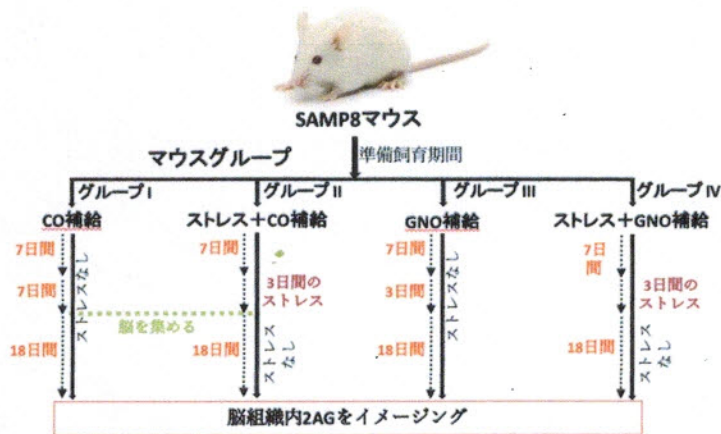 SAMP8マウス
マウスグループ
準備飼育期間
グループI
グループII
グループIII
グループIV
CO補給
ストレス＋CO補給
GNO補給
ストレス＋GNO補給
7日間
7日間
7日間
7日
間
ストレスなし
3日間の
ストレス
ストレスなし
3日間の
ストレス
7日間
3日間
脳を集める
18日間
18日間
ストレス
なし
18日間
18日間
ストレス
なし
脳組織内2AGをイメージング